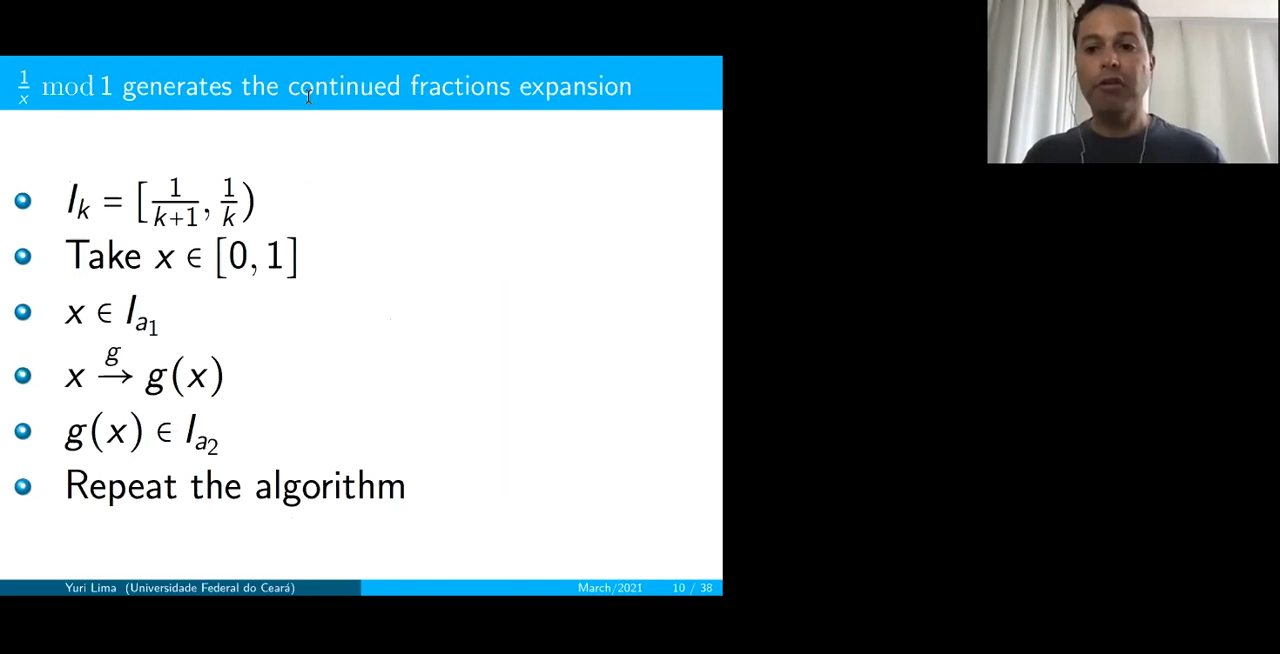 1/x mod 1 generates the continued fractions expansion
I_k = [1/(k+1), 1/k)
Take x ∈ [0, 1]
x ∈ I_{a_1}
x →^g g(x)
g(x) ∈ I_{a_2}
Repeat the algorithm
Yuri Lima (Universidade Federal do Ceará) March/2021 10 / 38